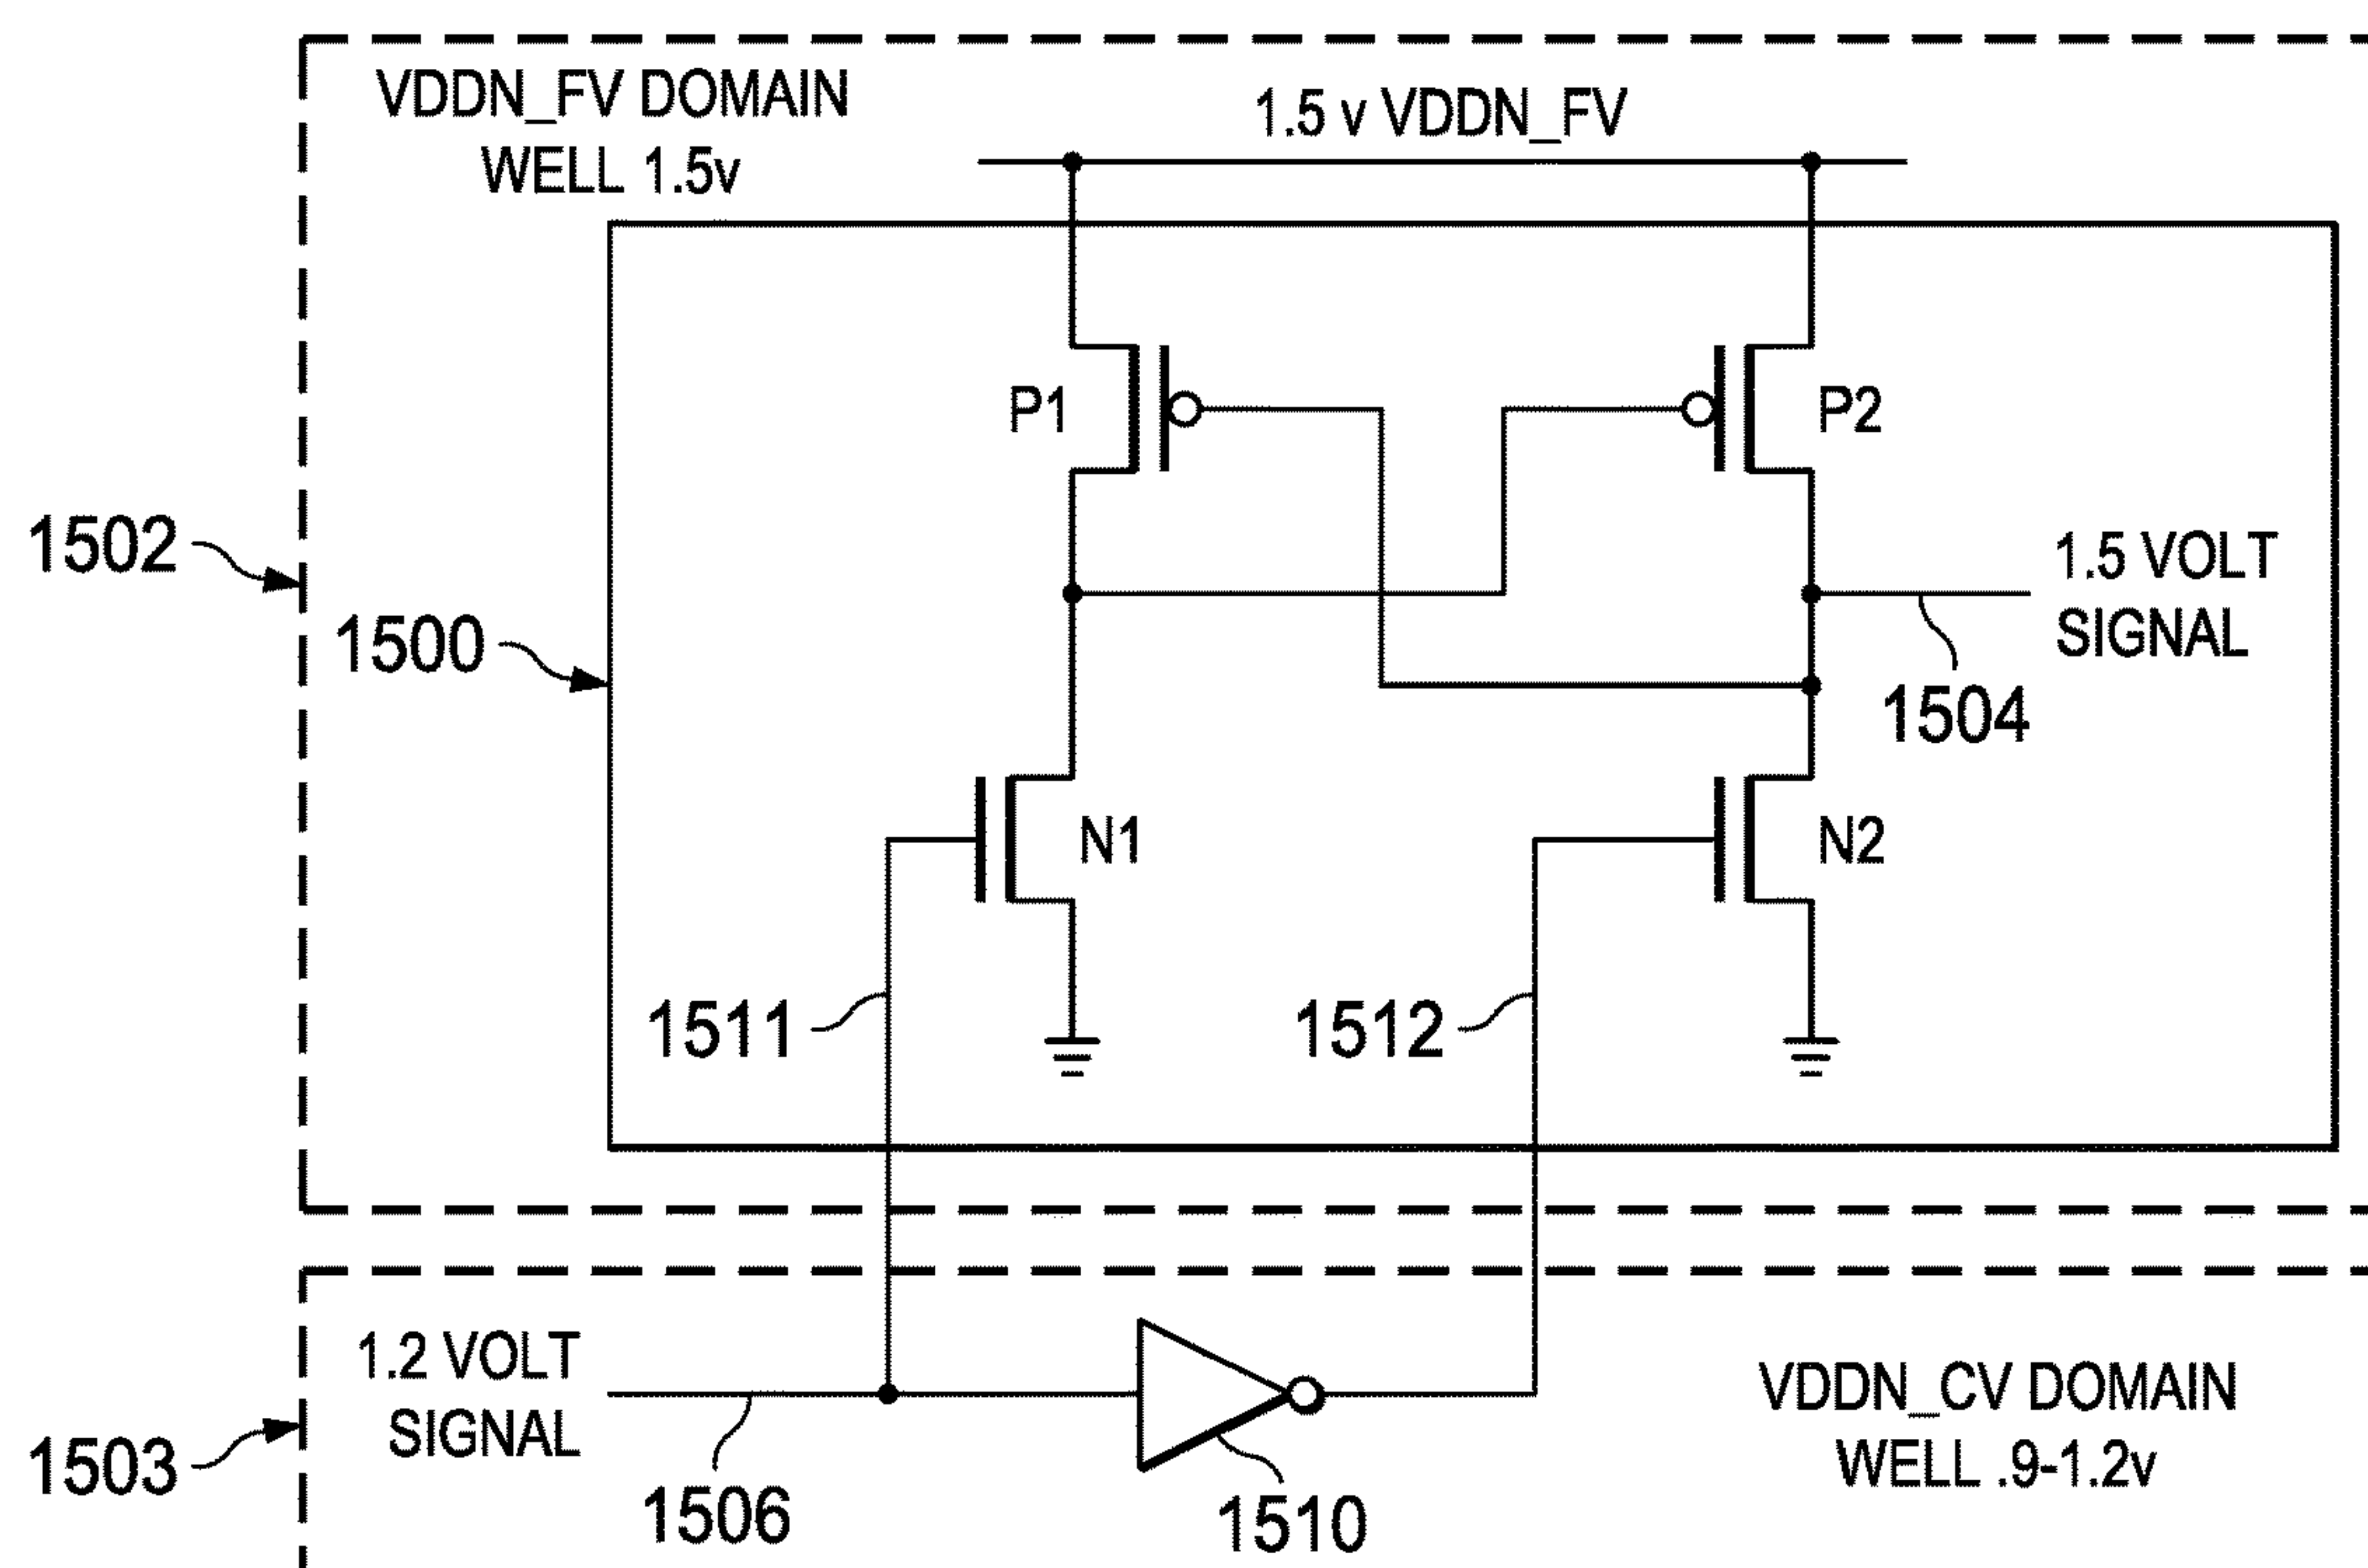 VDDN_FV DOMAIN
WELL 1.5v
1.5 v VDDN_FV
P1
P2
1502
1500
1.5 VOLT
SIGNAL
1504
N1
N2
1511
1512
1.2 VOLT
SIGNAL
VDDN_CV DOMAIN
WELL .9-1.2v
1503
1506
1510